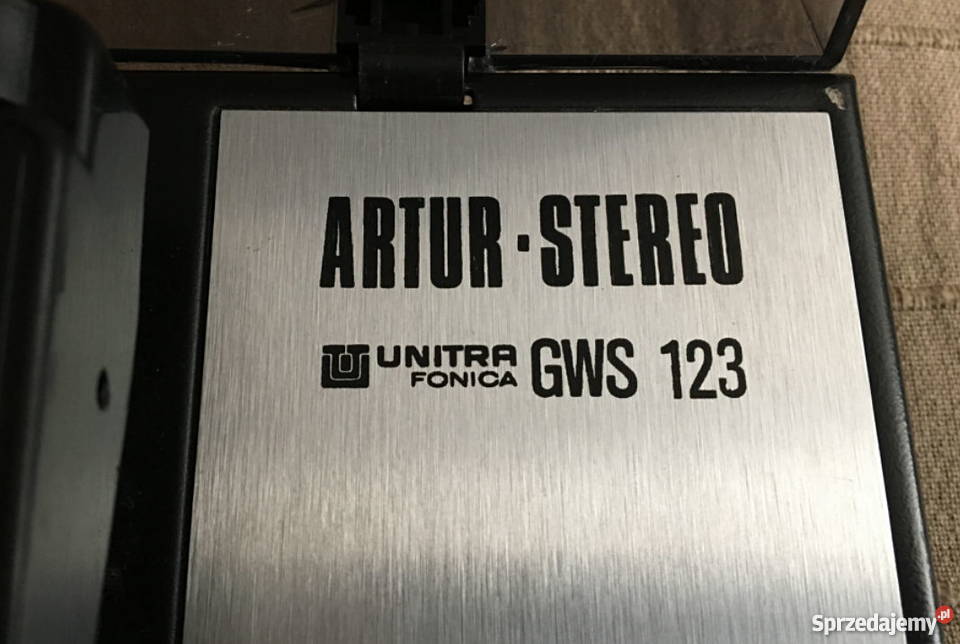 ARTUR·STEREO
UNITRA FONICA GWS 123
Sprzedajemy.pl